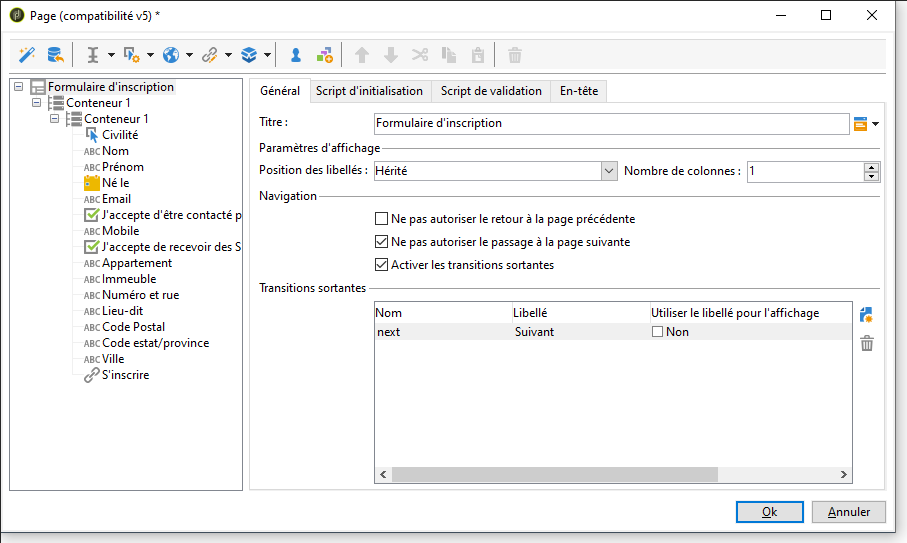 Page (compatibilité v5) *
Formulaire d'inscription
Conteneur 1
Conteneur 1
Civilité
ABC Nom
ABC Prénom
Né le
ABC Email
J'accepte d'être contacté p
ABC Mobile
J'accepte de recevoir des S
ABC Appartement
ABC Immeuble
ABC Numéro et rue
ABC Lieu-dit
ABC Code Postal
ABC Code estat/province
ABC Ville
S'inscrire
Général Script d'initialisation Script de validation En-tête
Titre : Formulaire d'inscription
Paramètres d'affichage
Position des libellés : Hérité Nombre de colonnes : 1
Navigation
Ne pas autoriser le retour à la page précédente
Ne pas autoriser le passage à la page suivante
Activer les transitions sortantes
Transitions sortantes
Nom Libellé Utiliser le libellé pour l'affichage
next Suivant Non
Ok Annuler